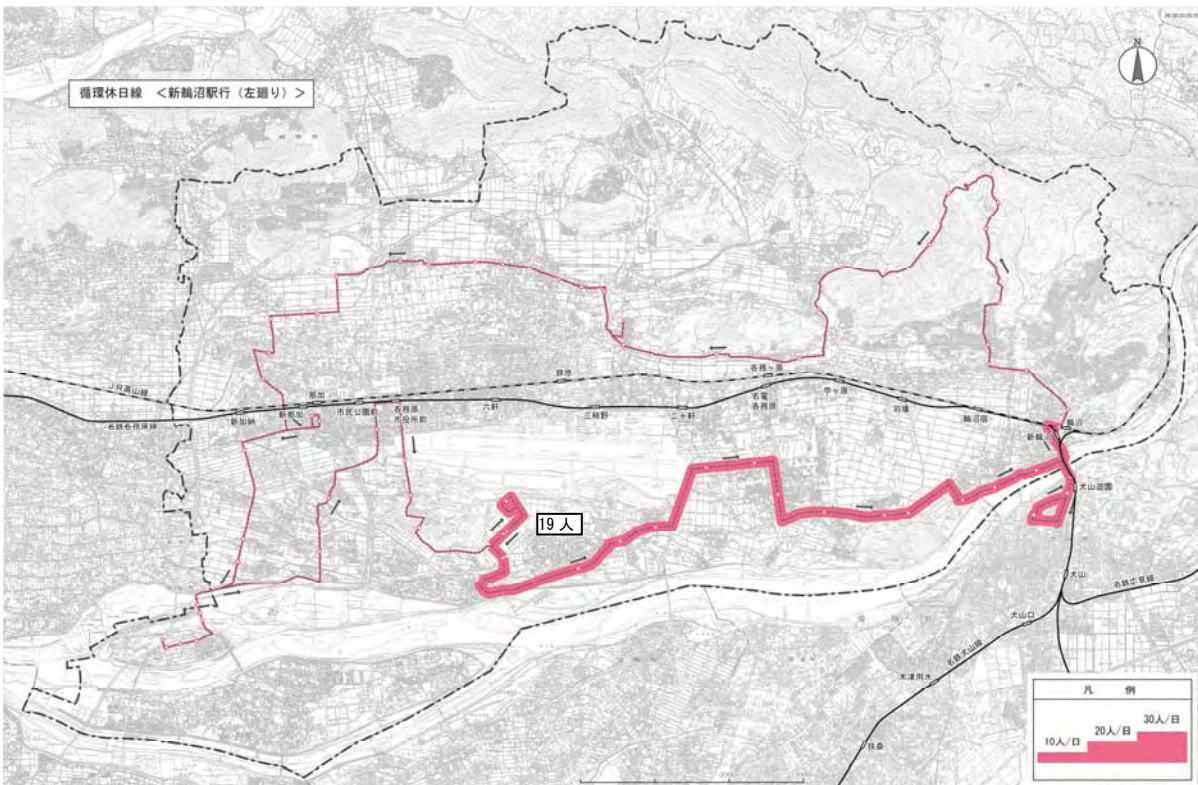 循環休日線 <新鵜沼駅行（左廻り）>
N
JR高山線
名鉄各務原線
新加納
新那加
那加
市民公園前
各務原
市役所前
六軒
蘇原
三柿野
二十軒
各務ヶ原
名電
各務原
苧ヶ原
羽場
鵜沼宿
新鵜沼
鵜沼
犬山遊園
19人
犬山
名鉄広見線
犬山口
名鉄犬山線
木津用水
扶桑
凡 例
10人/日
20人/日
30人/日